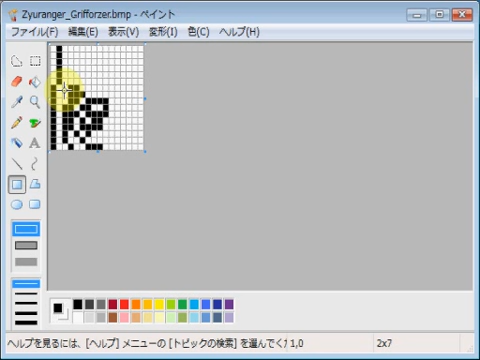 Zyuranger_Grifforzer.bmp - ペイント
ファイル(F) 編集(E) 表示(V) 変形(I) 色(C) ヘルプ(H)
A
ヘルプを見るには、[ヘルプ] メニューの [トピックの検索] を選んでく 1,0 2x7